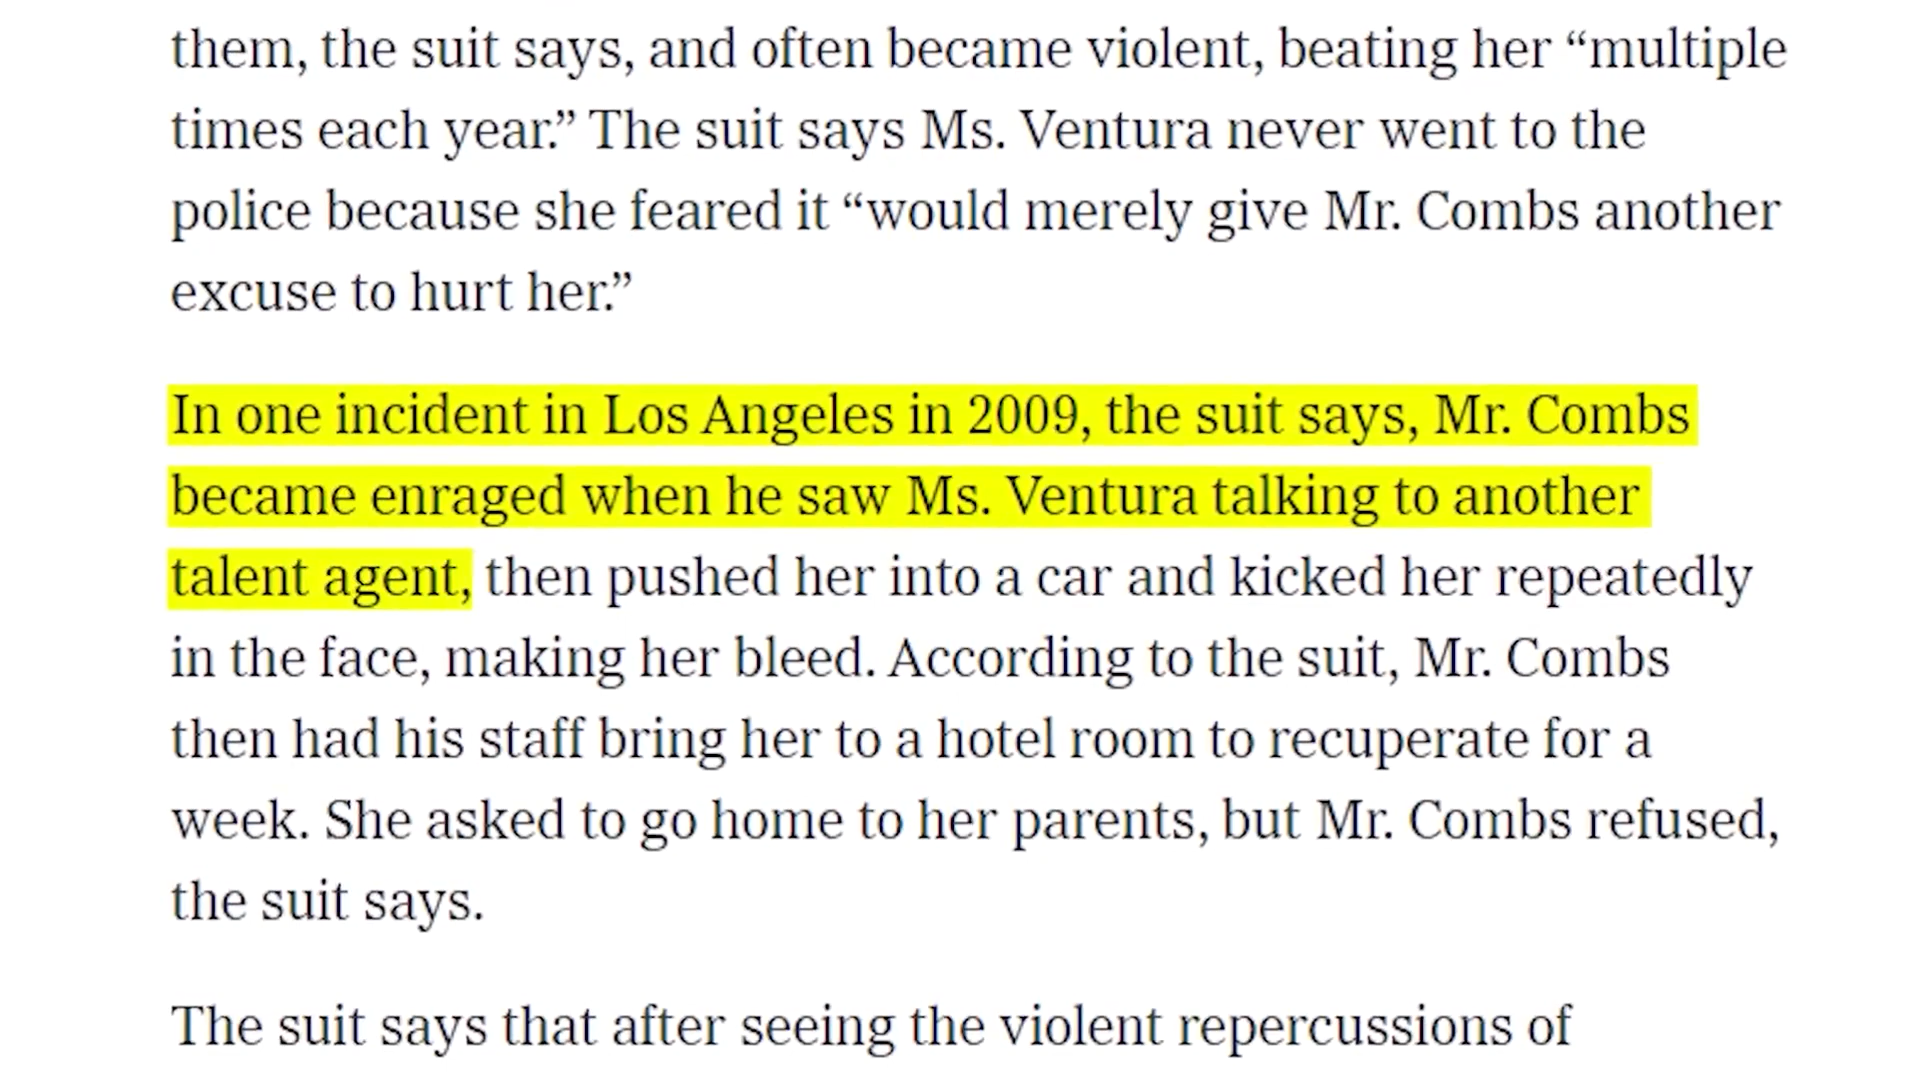 them, the suit says, and often became violent, beating her “multiple
times each year.” The suit says Ms. Ventura never went to the
police because she feared it “would merely give Mr. Combs another
excuse to hurt her.”
In one incident in Los Angeles in 2009, the suit says, Mr. Combs
became enraged when he saw Ms. Ventura talking to another
talent agent, then pushed her into a car and kicked her repeatedly
in the face, making her bleed. According to the suit, Mr. Combs
then had his staff bring her to a hotel room to recuperate for a
week. She asked to go home to her parents, but Mr. Combs refused,
the suit says.
The suit says that after seeing the violent repercussions of